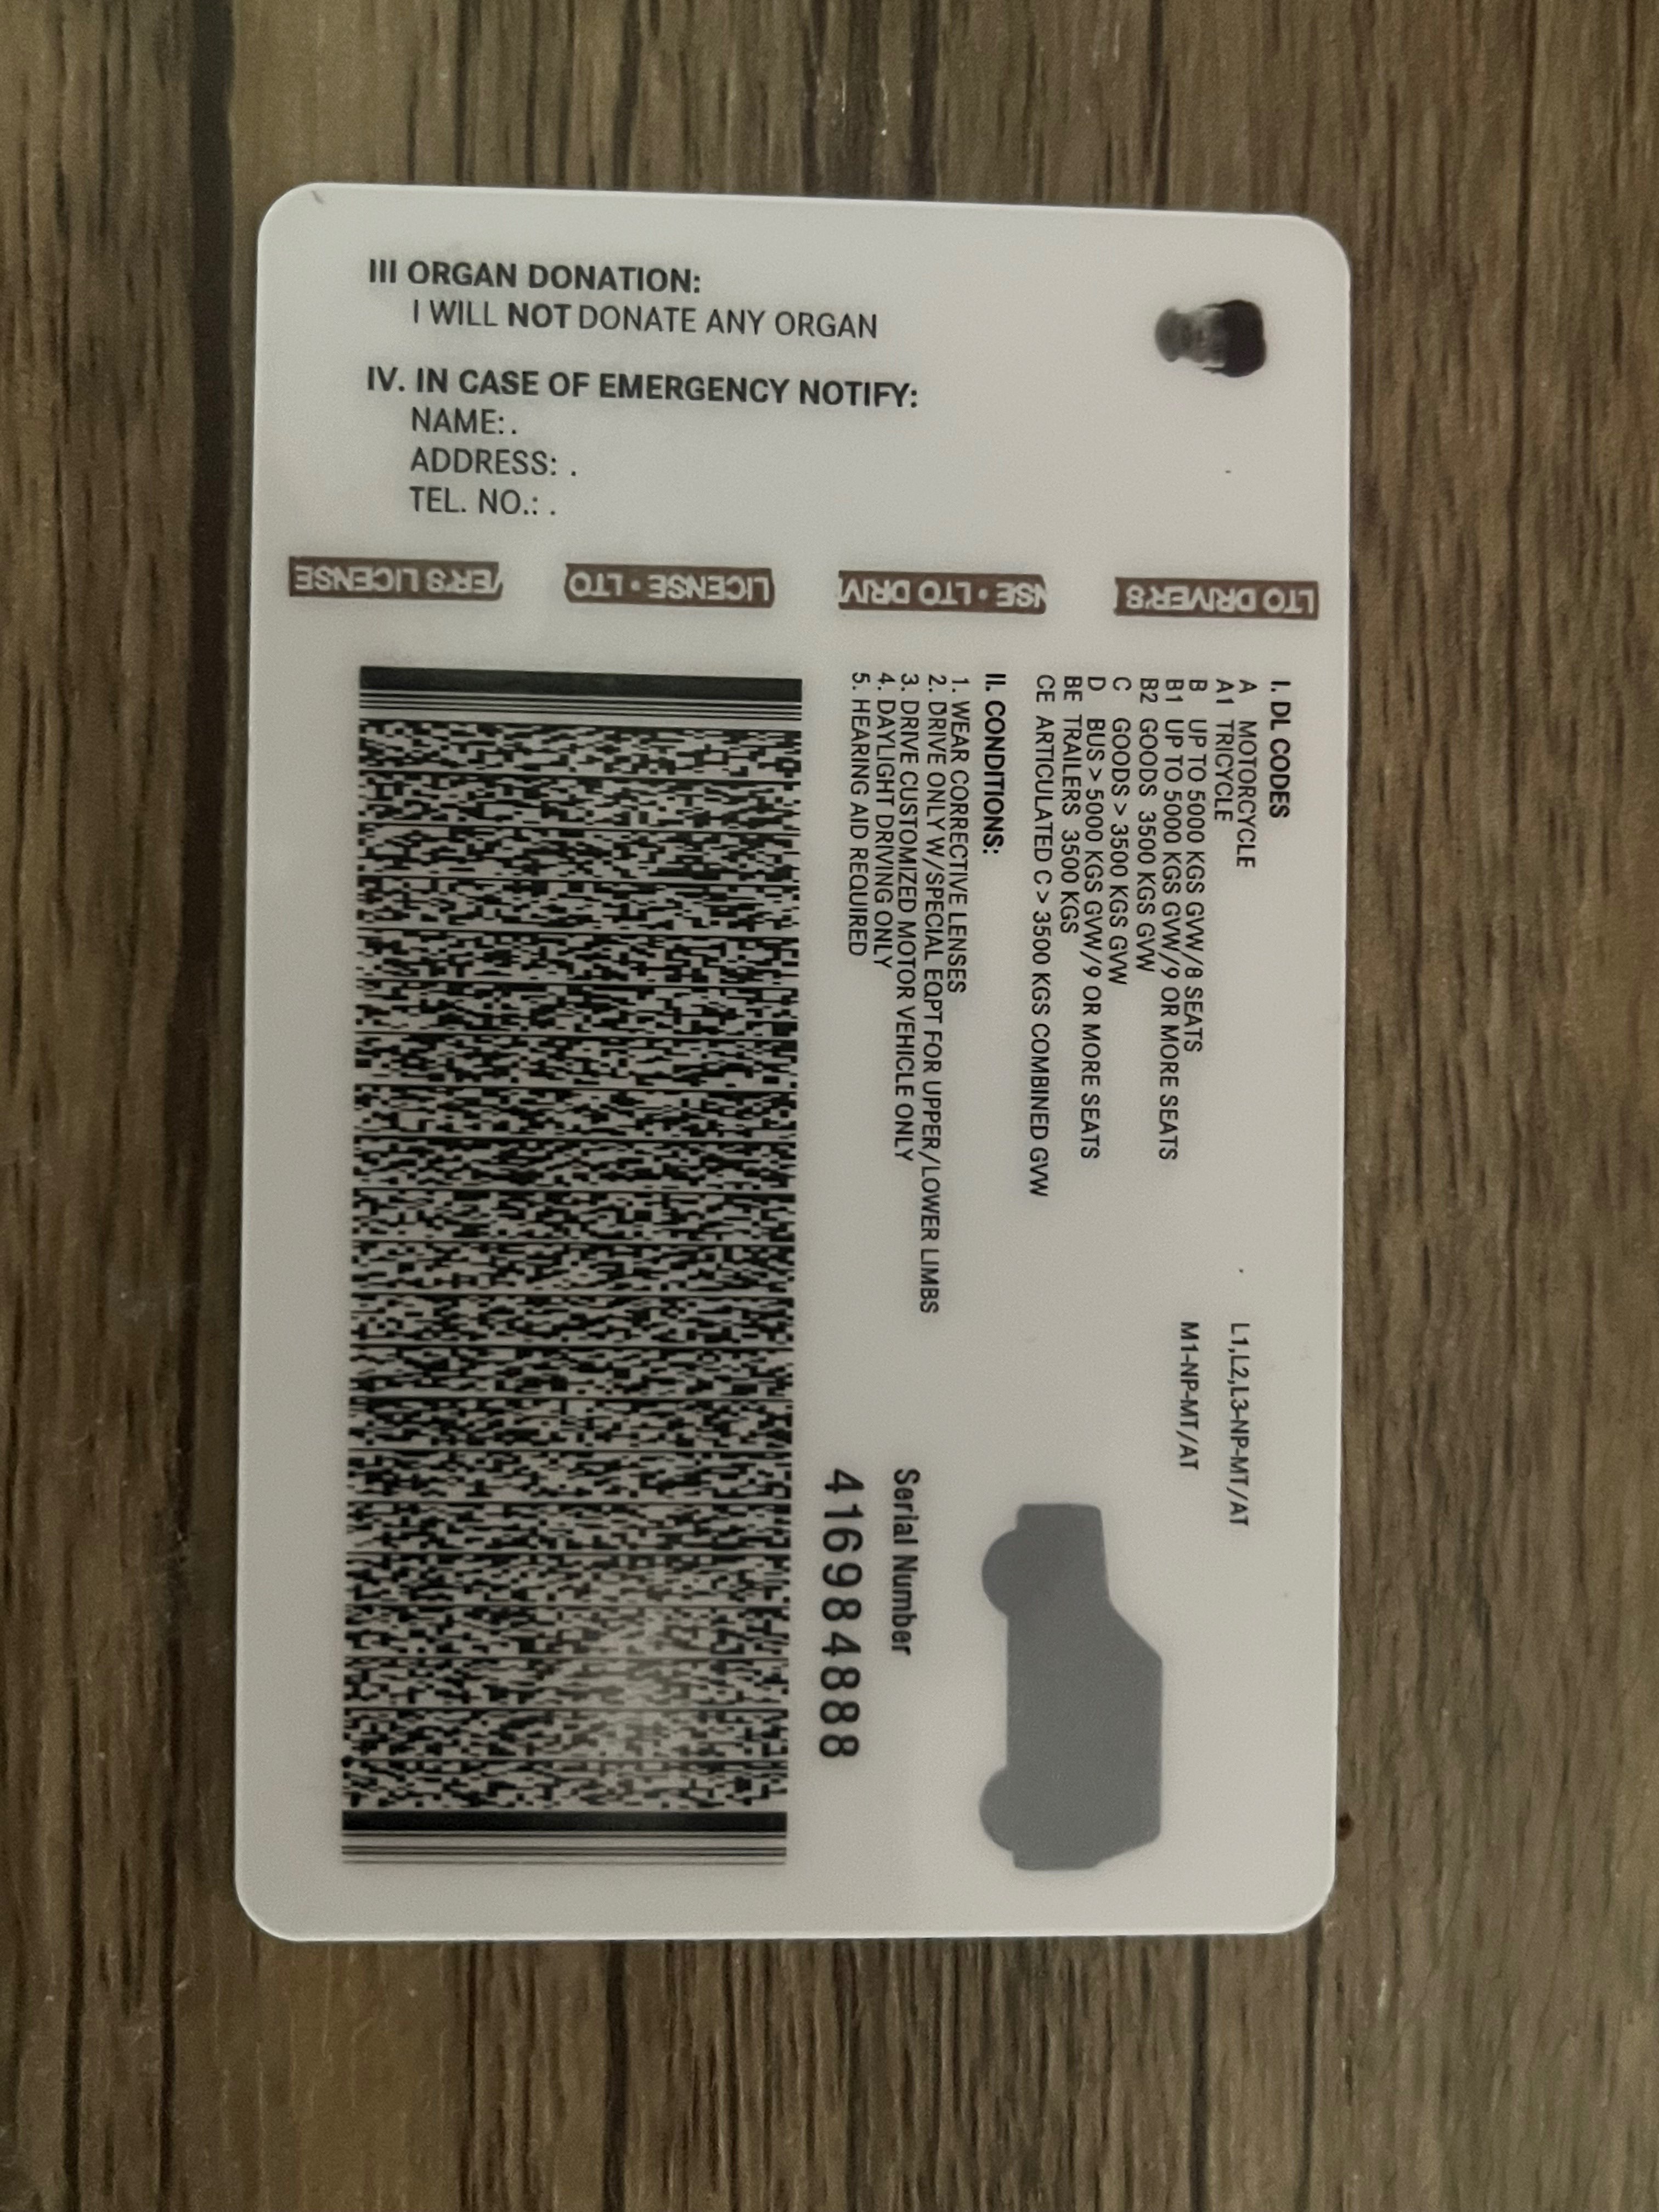 III ORGAN DONATION:
I WILL NOT DONATE ANY ORGAN
IV. IN CASE OF EMERGENCY NOTIFY:
NAME: .
ADDRESS: .
TEL. NO.: .
VER'S LICENSE
LICENSE • LTO
NSE • LTO DRIV
LTO DRIVER'S
I. DL CODES
A MOTORCYCLE
A1 TRICYCLE
B UP TO 5000 KGS GVW/8 SEATS
B1 UP TO 5000 KGS GVW/9 OR MORE SEATS
B2 GOODS 3500 KGS GVW
C GOODS > 3500 KGS GVW
D BUS > 5000 KGS GVW/9 OR MORE SEATS
BE TRAILERS 3500 KGS
CE ARTICULATED C > 3500 KGS COMBINED GVW
II. CONDITIONS:
1. WEAR CORRECTIVE LENSES
2. DRIVE ONLY W/SPECIAL EQPT FOR UPPER/LOWER LIMBS
3. DRIVE CUSTOMIZED MOTOR VEHICLE ONLY
4. DAYLIGHT DRIVING ONLY
5. HEARING AID REQUIRED
L1,L2,L3-NP-MT/AT
M1-NP-MT/AT
Serial Number
416984888